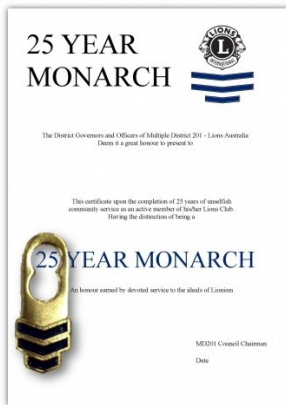 25 YEAR
MONARCH
LIONS
L
INTERNATIONAL
The District Governors and Officers of Multiple District 201 - Lions Australia
Deem it a great honour to present to
This certificate upon the completion of 25 years of unselfish
community service as an active member of his/her Lions Club.
Having the distinction of being a
25 YEAR MONARCH
An honour earned by devoted service to the ideals of Lionism
MD201 Council Chairman
Date